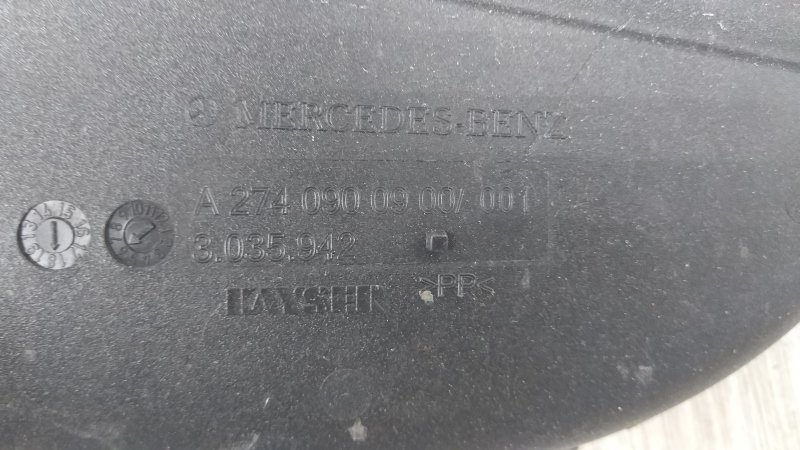 MERCEDES-BENZ
A 274 090 09 00/ 001
3.035.942
KAYSER >PP<